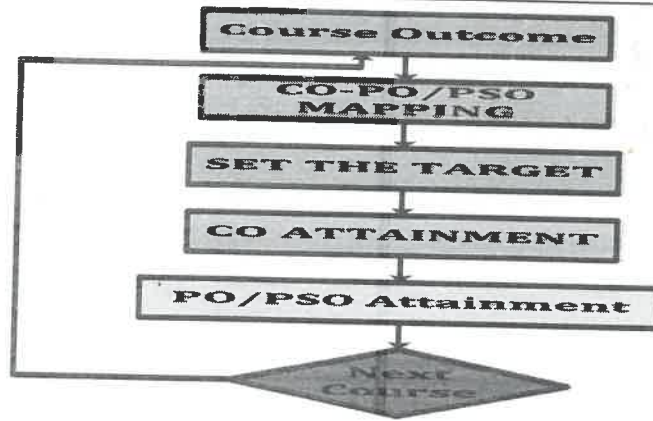 Course Outcome
CO-PO/PSO
MAPPING
SET THE TARGET
CO ATTAINMENT
PO/PSO Attainment
Next
Course